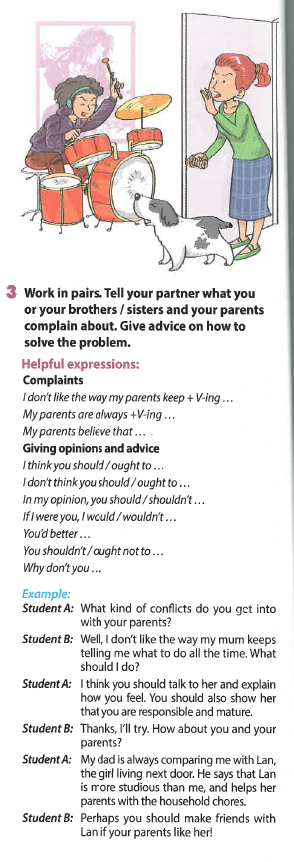 3 Work in pairs. Tell your partner what you
or your brothers / sisters and your parents
complain about. Give advice on how to
solve the problem.
Helpful expressions:
Complaints
I don't like the way my parents keep + V-ing ...
My parents are always +V-ing ...
My parents believe that ...
Giving opinions and advice
I think you should / ought to ...
I don't think you should / ought to ...
In my opinion, you should / shouldn't ...
If I were you, I would / wouldn't ...
You'd better ...
You shouldn't / ought not to ...
Why don't you ...
Example:
Student A: What kind of conflicts do you get into
with your parents?
Student B: Well, I don't like the way my mum keeps
telling me what to do all the time. What
should I do?
Student A: I think you should talk to her and explain
how you feel. You should also show her
that you are responsible and mature.
Student B: Thanks, I'll try. How about you and your
parents?
Student A: My dad is always comparing me with Lan,
the girl living next door. He says that Lan
is more studious than me, and helps her
parents with the household chores.
Student B: Perhaps you should make friends with
Lan if your parents like her!